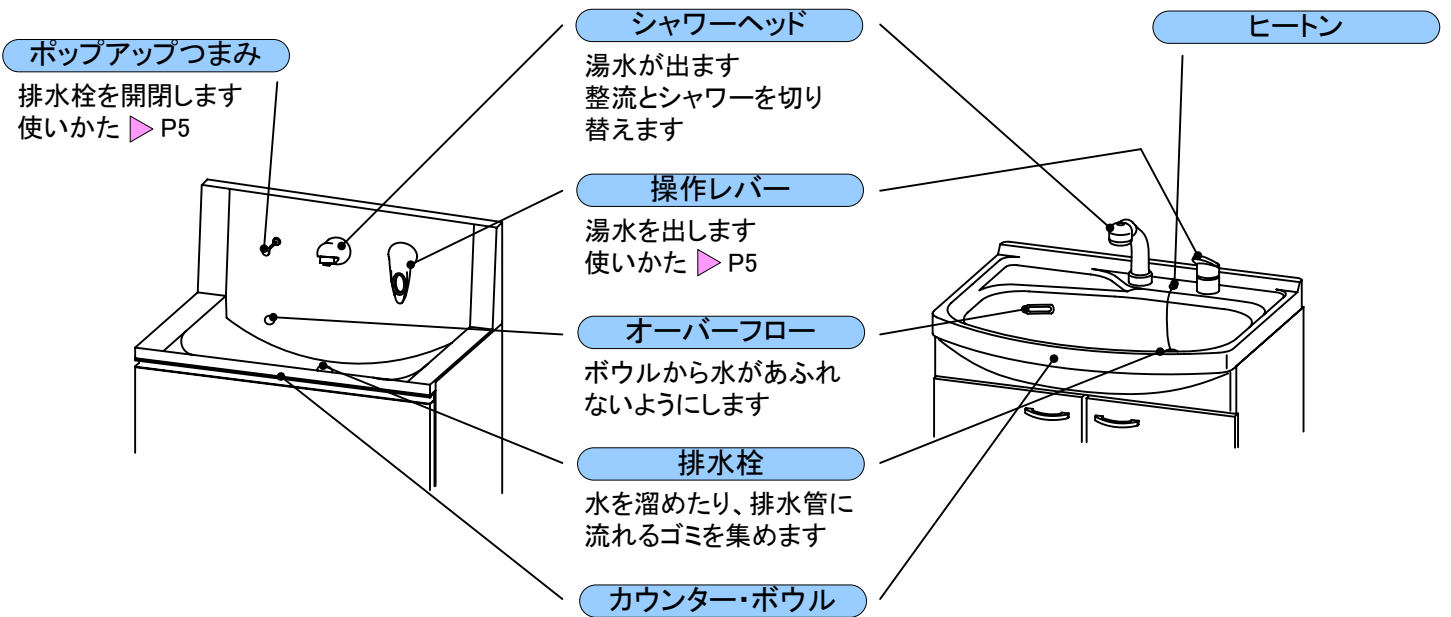 ポップアップつまみ
排水栓を開閉します
使いかた ▷ P5
シャワーヘッド
湯水が出ます
整流とシャワーを切り
替えます
操作レバー
湯水を出します
使いかた ▷ P5
オーバーフロー
ボウルから水があふれ
ないようにします
排水栓
水を溜めたり、排水管に
流れるゴミを集めます
カウンター・ボウル
ヒートン